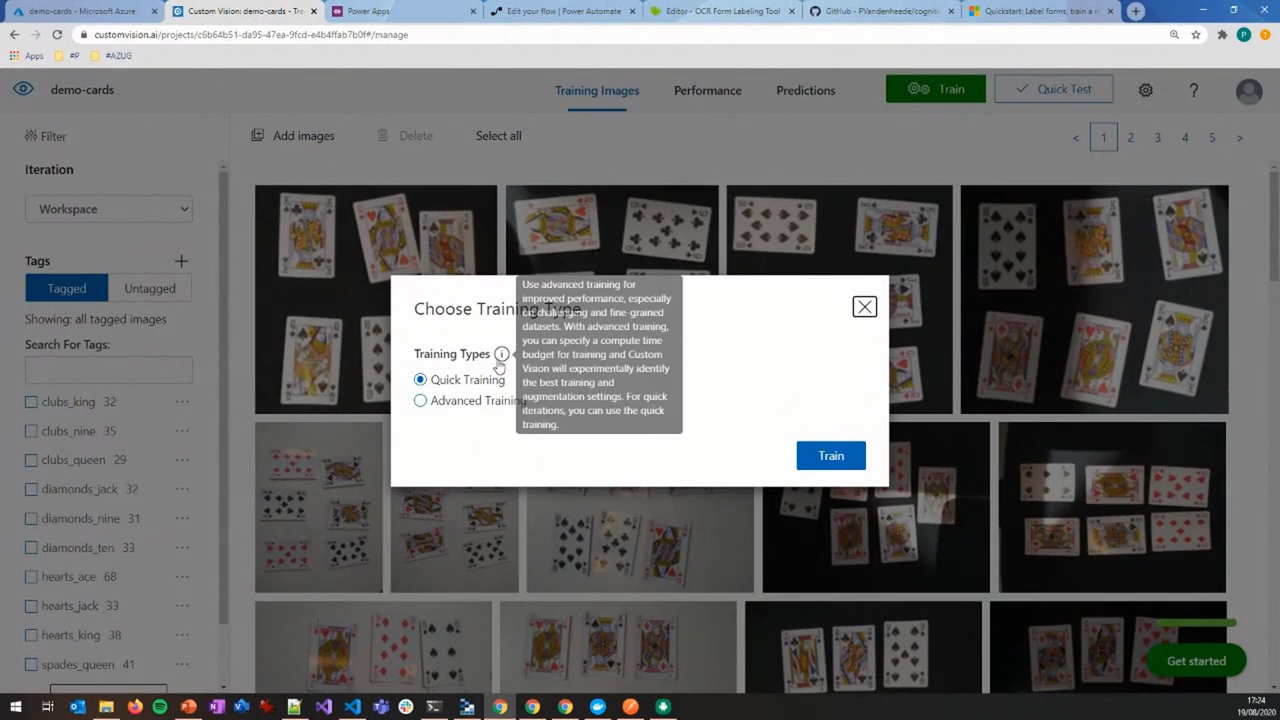 demo-cards - Microsoft Azure
Custom Vision: demo-cards - Tra
Power Apps
Edit your flow | Power Automate
Editor - OCR Form Labeling Tool
GitHub - PVandenheede/cogniti
Quickstart: Label forms, train a m
customvision.ai/projects/c6b64b51-da95-47ea-9fcd-e4b4ffab7b0f#/manage
P
Apps
#P
#AZUG
demo-cards
Training Images
Performance
Predictions
Train
Quick Test
?
Filter
Add images
Delete
Select all
< 1 2 3 4 5 >
Iteration
Workspace
Tags
Tagged
Untagged
Showing: all tagged images
Search For Tags:
clubs_king 32
clubs_nine 35
clubs_queen 29
diamonds_jack 32
diamonds_nine 31
diamonds_ten 33
hearts_ace 68
hearts_jack 33
hearts_king 38
spades_queen 41
Choose Training Type
Training Types
Quick Training
Advanced Training
Use advanced training for
improved performance, especially
on challenging and fine-grained
datasets. With advanced training,
you can specify a compute time
budget for training and Custom
Vision will experimentally identify
the best training and
augmentation settings. For quick
iterations, you can use the quick
training.
Train
Get started
17:24
19/08/2020